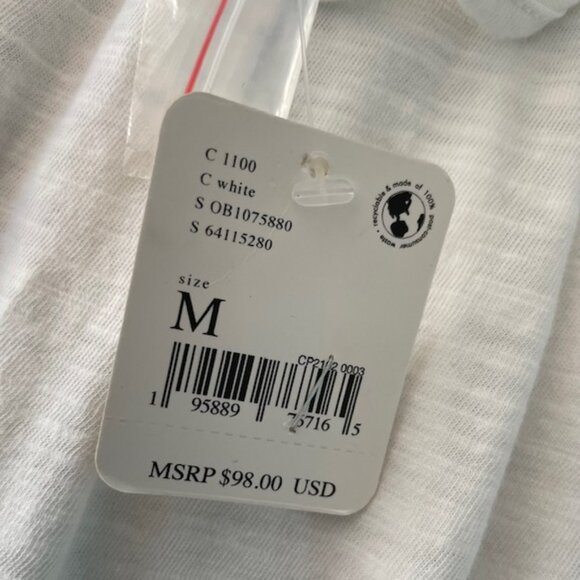 C 1100
C white
S OB1075880
S 64115280
recyclable & made of 100% post-consumer waste
size
M
0003
1 95889 5
MSRP $98.00 USD